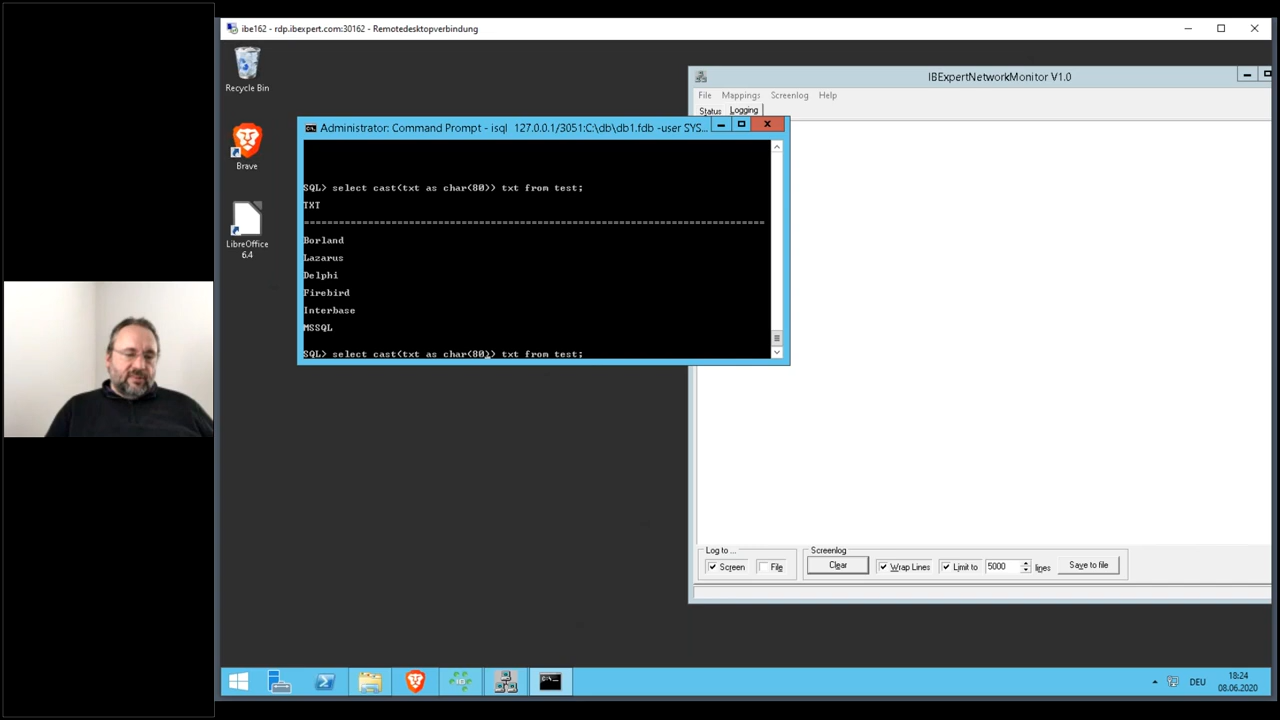 ibe162 - rdp.ibexpert.com:30162 - Remotedesktopverbindung
Recycle Bin
Brave
LibreOffice
6.4
IBExpertNetworkMonitor V1.0
File Mappings Screenlog Help
Status Logging
Administrator: Command Prompt - isql 127.0.0.1/3051:C:\db\db1.fdb -user SYS...
SQL> select cast(txt as char(80)) txt from test;
TXT
===============================================================================
Borland
Lazarus
Delphi
Firebird
Interbase
MSSQL
SQL> select cast(txt as char(80)) txt from test;
Log to ...
Screen File
Screenlog
Clear Wrap Lines Limit to 5000 lines Save to file
DEU
18:24
08.06.2020